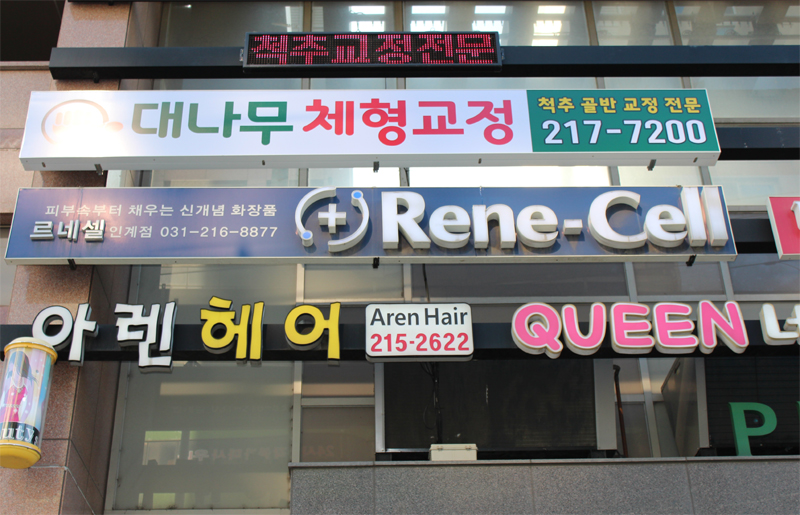 척추교정전문
대나무 체형교정
척추 골반 교정 전문
217-7200
피부속부터 채우는 신개념 화장품
르네셀 인계점 031-216-8877
Rene-Cell
아렌헤어
Aren Hair
215-2622
QUEEN 네
P